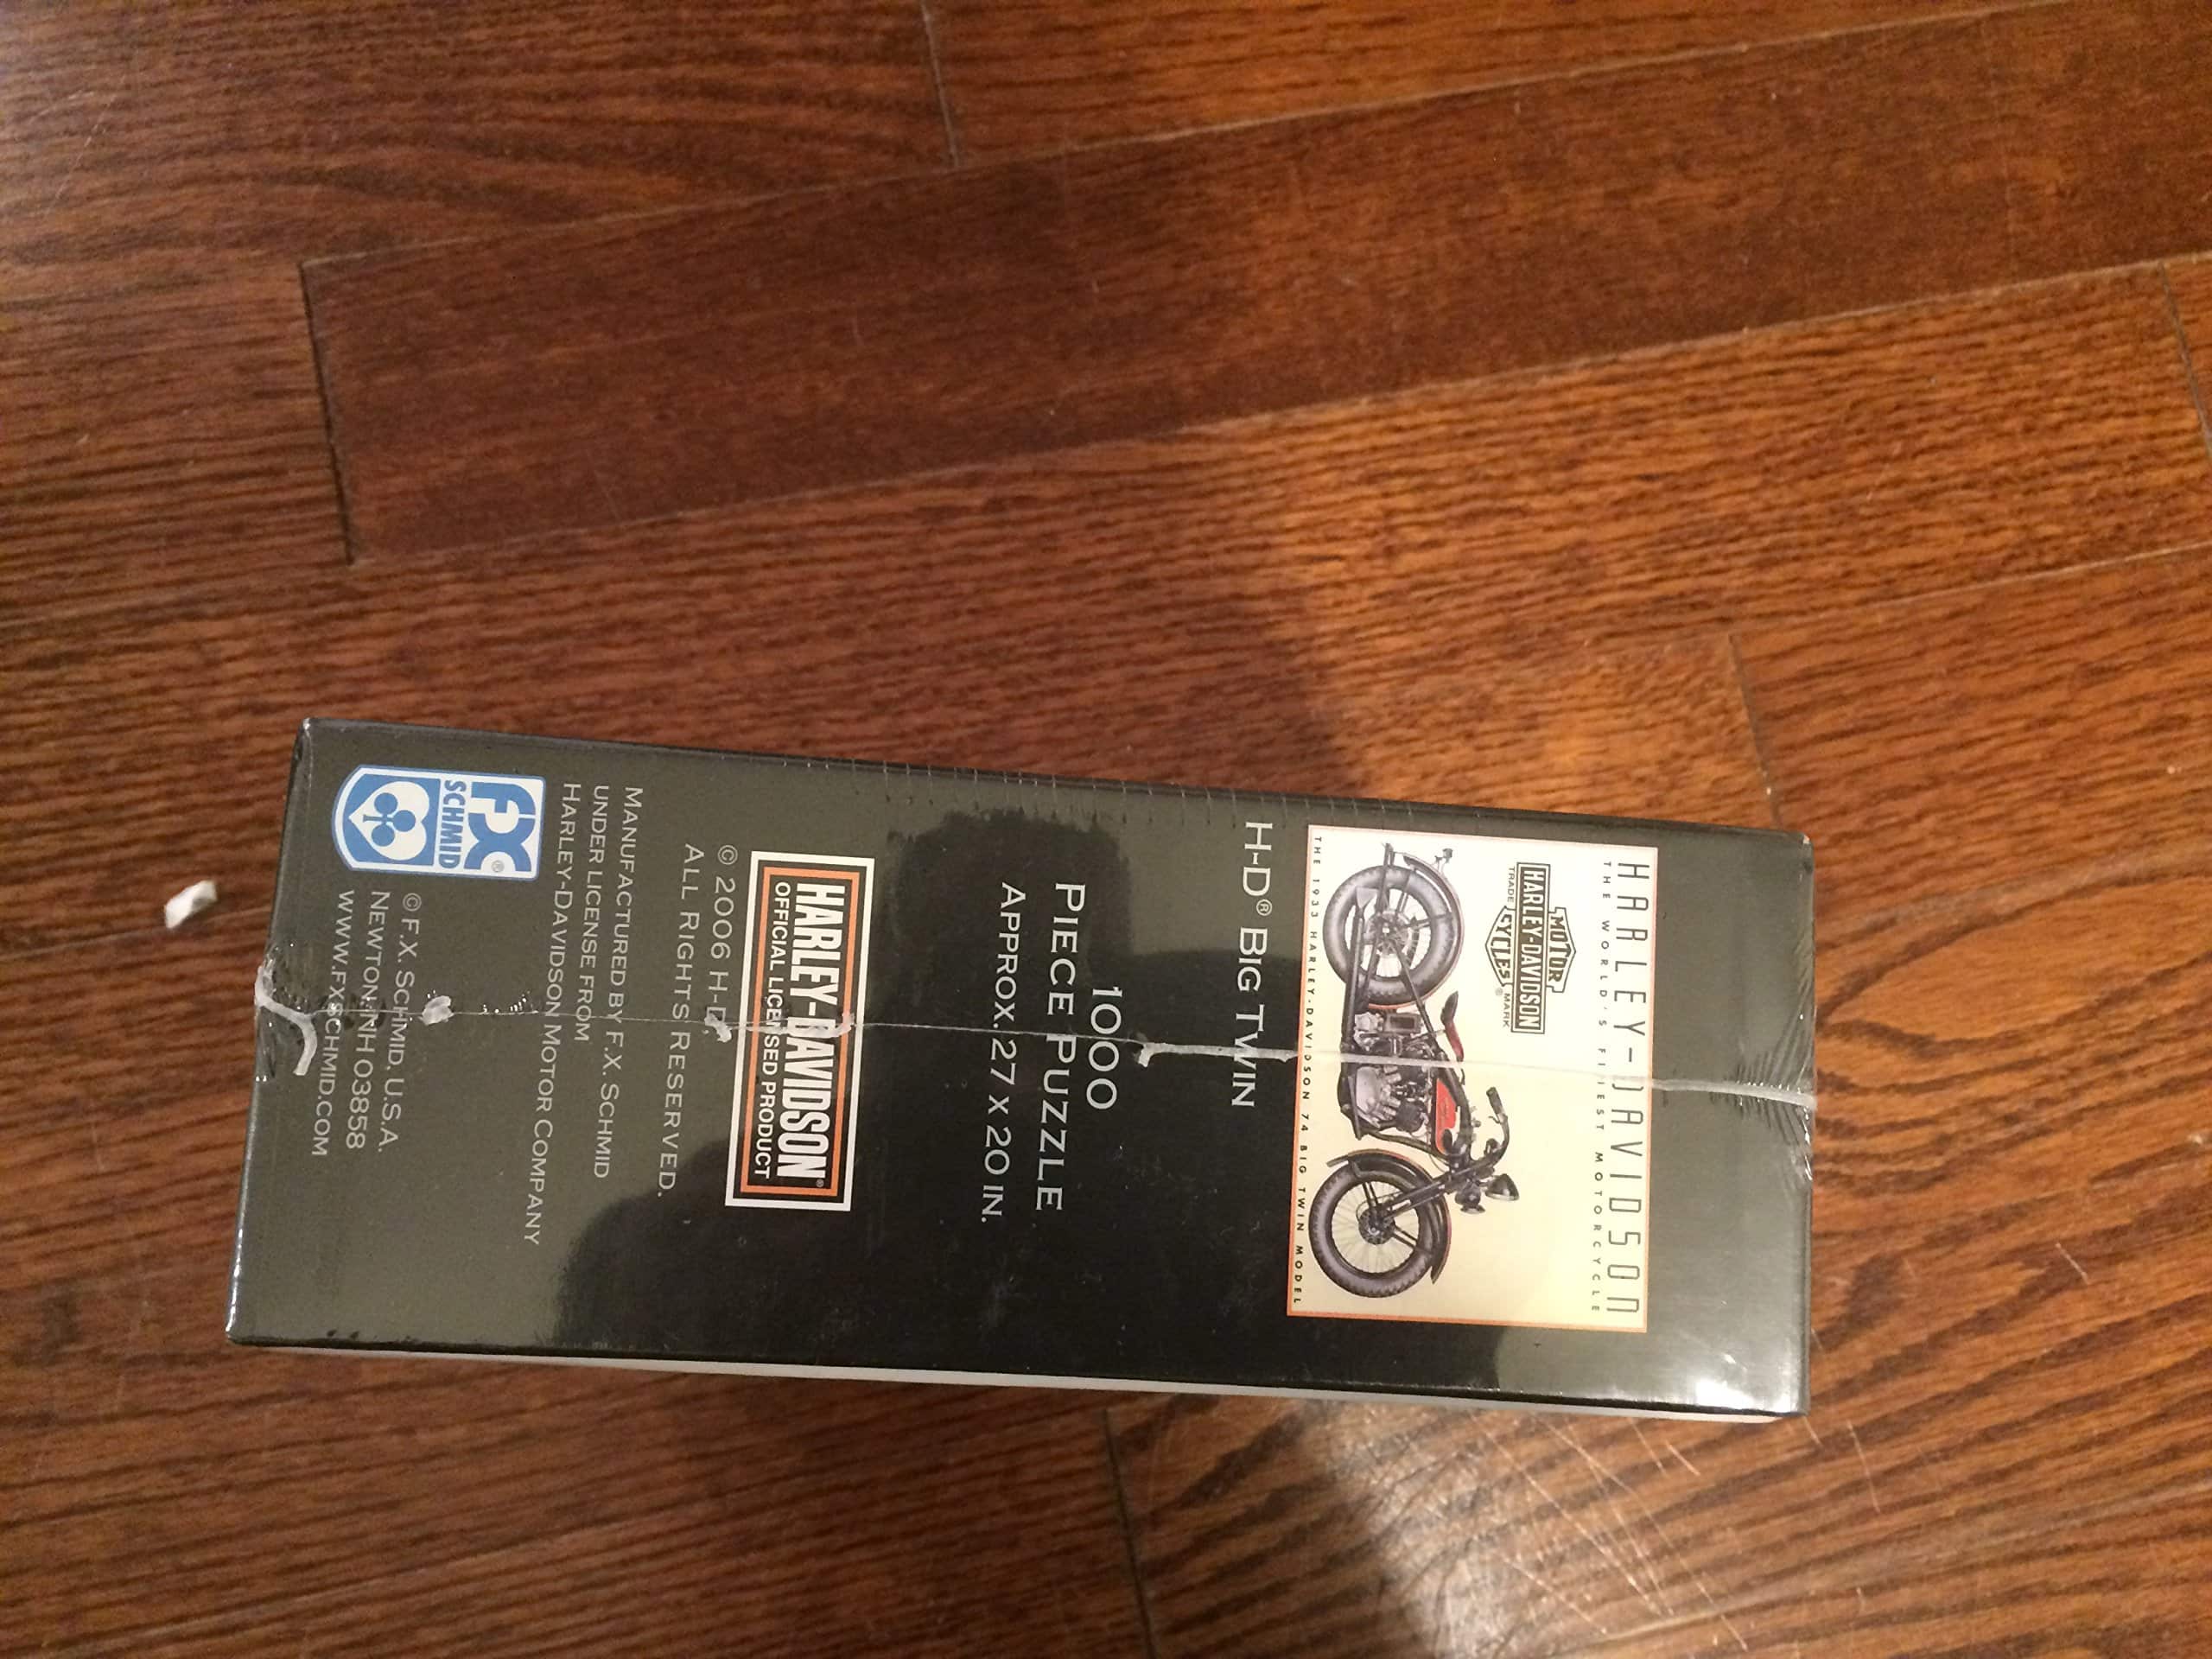 HARLEY-DAVIDSON
THE WORLD'S FINEST MOTORCYCLE
MOTOR
HARLEY-DAVIDSON
CYCLES®
TRADE MARK
THE 1933 HARLEY-DAVIDSON 74 BIG TWIN MODEL
H-D® BIG TWIN
1000
PIECE PUZZLE
APPROX. 27 x 20 IN.
HARLEY-DAVIDSON®
OFFICIAL LICENSED PRODUCT
© 2006 H-D.
ALL RIGHTS RESERVED.
MANUFACTURED BY F.X. SCHMID
UNDER LICENSE FROM
HARLEY-DAVIDSON MOTOR COMPANY
FX®
SCHMID
© F.X. SCHMID, U.S.A.
NEWTON, NH 03858
WWW.FXSCHMID.COM